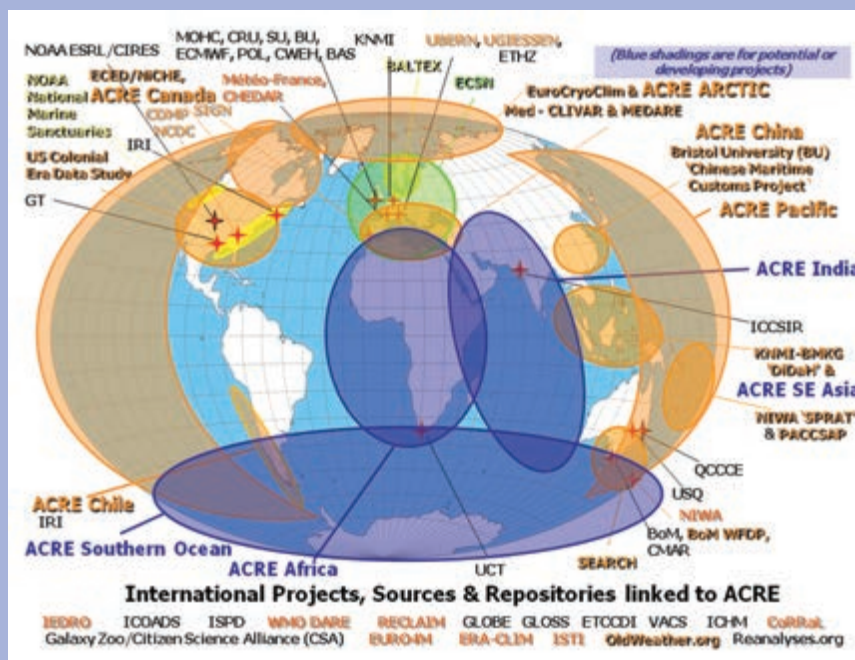 MOHC, CRU, SU, BU,
ECMWF, POL, CWEH, BAS
KNMI
UBERN, UGIESSEN,
ETHZ
NOAA ESRL/CIRES
(Blue shadings are for potential or
developing projects)
NOAA
National
Marine
Sanctuaries
ECED/NICHE,
ACRE Canada
Météo-France,
CHEDAR
BALTEX
ECSN
EuroCryoClim & ACRE ARCTIC
Med - CLIVAR & MEDARE
CDMP SIGN
NCDC
IRI
US Colonial
Era Data Study
GT
ACRE China
Bristol University (BU)
'Chinese Maritime
Customs Project'
ACRE Pacific
ACRE India
ICCSIR
KNMI-BMKG
'DiDaH' &
ACRE SE Asia
NIWA 'SPRAT'
& PACCSAP
QCCCE
USQ
NIWA
BoM, BoM WFDP,
CMAR
SEARCH
ACRE Chile
IRI
ACRE Southern Ocean
ACRE Africa
UCT
International Projects, Sources & Repositories linked to ACRE
IEDRO ICOADS ISPD WMO DARE RECLAIM GLOBE GLOSS ETCCDI VACS ICHM CoRRaL
Galaxy Zoo/Citizen Science Alliance (CSA) EURO4M ERA-CLIM ISTI OldWeather.org Reanalyses.org